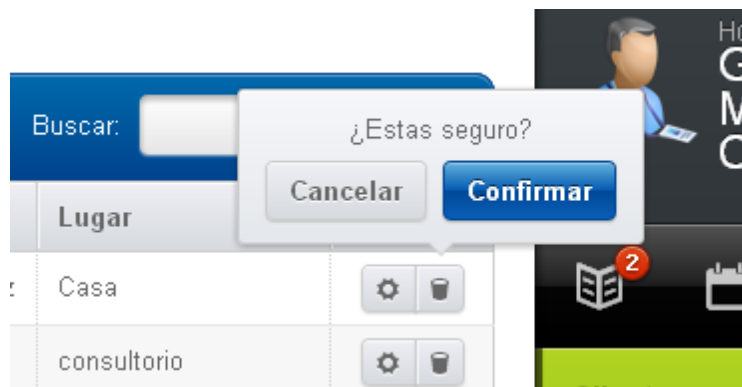 Buscar:
¿Estas seguro?
Cancelar
Confirmar
Lugar
Casa
consultorio
2